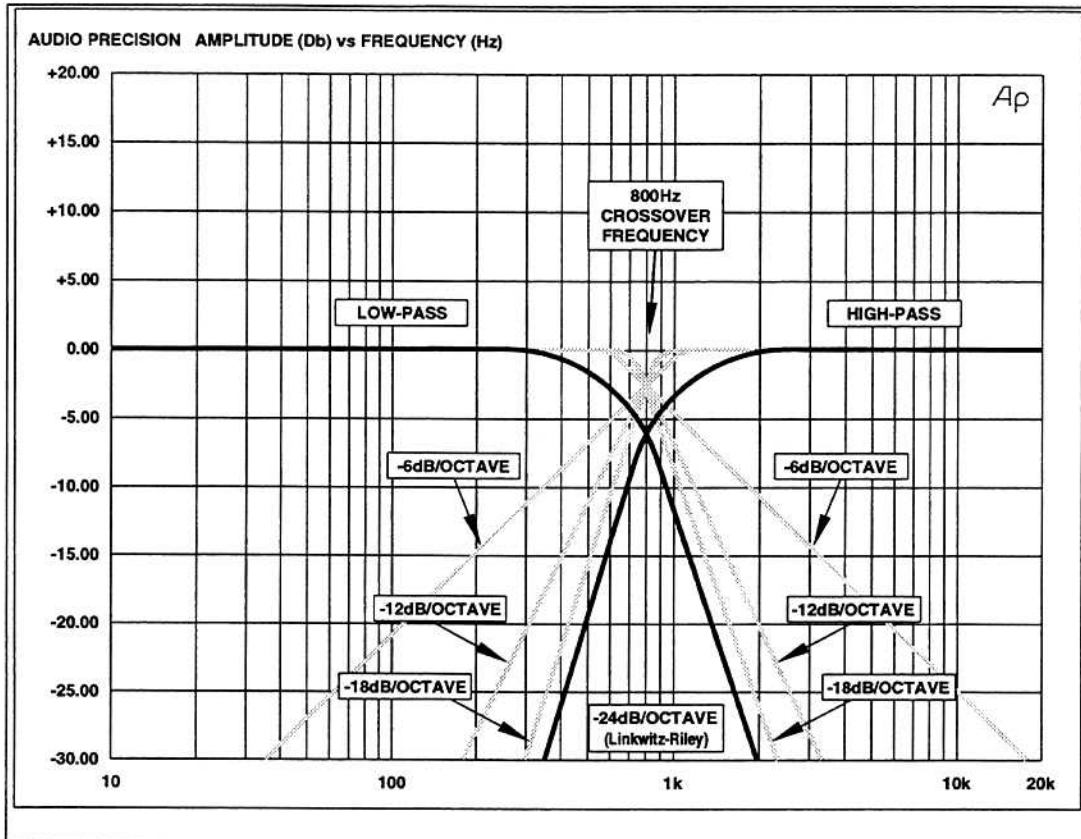 AUDIO PRECISION AMPLITUDE (Db) vs FREQUENCY (Hz)
+20.00
Ap
+15.00
800Hz
CROSSOVER
FREQUENCY
+10.00
+5.00
LOW-PASS
HIGH-PASS
0.00
-5.00
-6dB/OCTAVE
-6dB/OCTAVE
-10.00
-15.00
-12dB/OCTAVE
-12dB/OCTAVE
-20.00
-18dB/OCTAVE
-18dB/OCTAVE
-25.00
-24dB/OCTAVE
(Linkwitz-Riley)
-30.00
10 100 1k 10k 20k